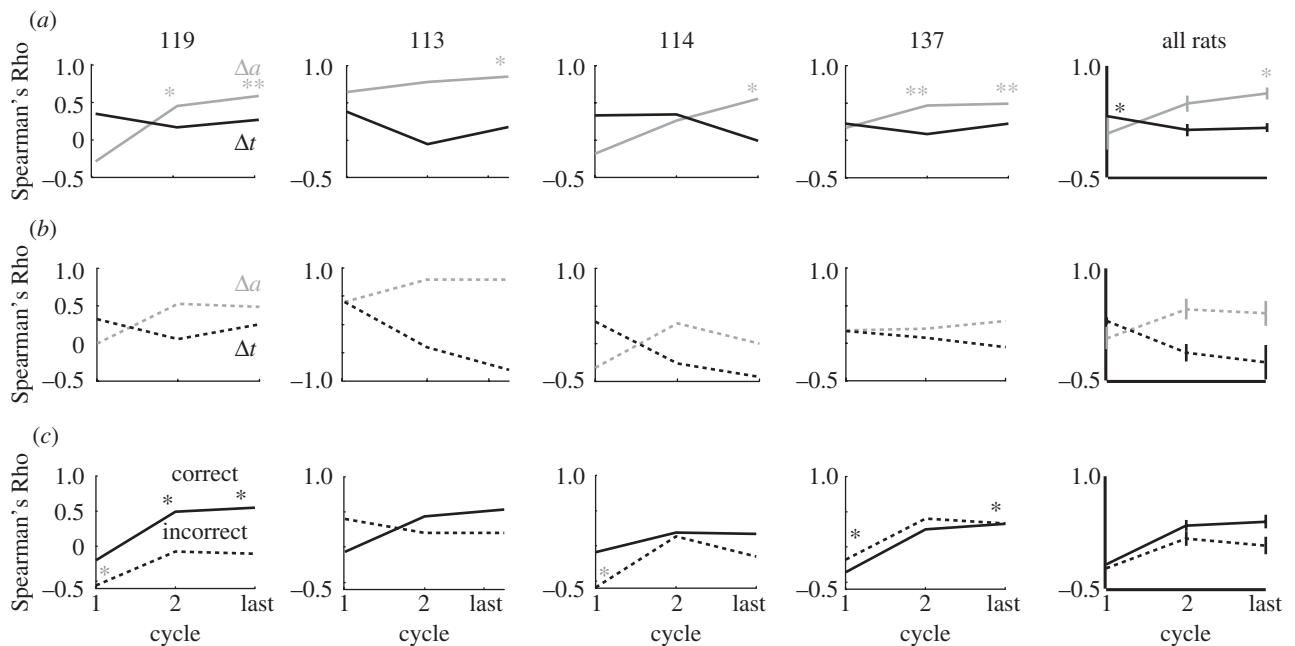 (a)
119 113 114 137 all rats
Spearman's Rho
1.0 1.0 1.0 1.0 1.0
0.5
0
–0.5 –0.5 –0.5 –0.5 –0.5
Δa
* ** * * ** ** * *
Δt
(b)
Spearman's Rho
1.0 1.0 1.0 1.0 1.0
0.5
0
–0.5 –1.0 –0.5 –0.5 –0.5
Δa
Δt
(c)
Spearman's Rho
1.0 1.0 1.0 1.0 1.0
0.5
0
–0.5 –0.5 –0.5 –0.5 –0.5
correct
* *
incorrect
* * * *
1 2 last 1 2 last 1 2 last 1 2 last 1 2 last
cycle cycle cycle cycle cycle